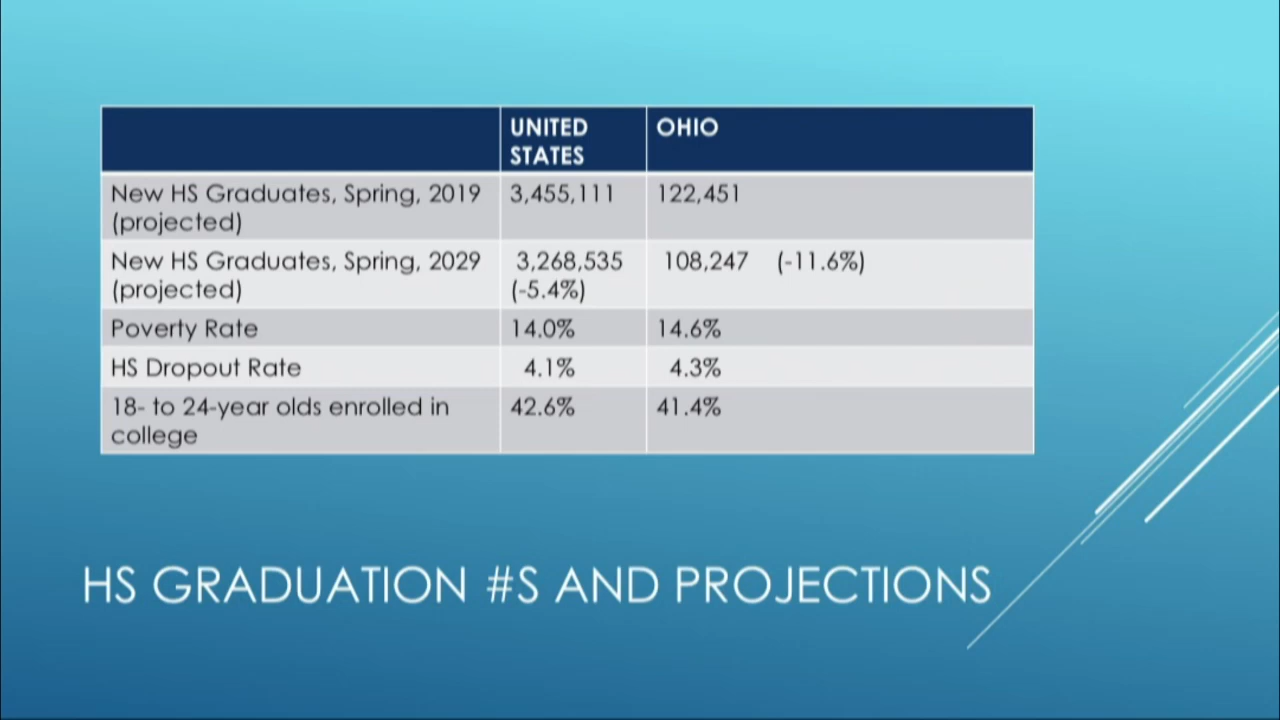 UNITED STATES OHIO
New HS Graduates, Spring, 2019 (projected) 3,455,111 122,451
New HS Graduates, Spring, 2029 (projected) 3,268,535 (-5.4%) 108,247 (-11.6%)
Poverty Rate 14.0% 14.6%
HS Dropout Rate 4.1% 4.3%
18- to 24-year olds enrolled in college 42.6% 41.4%
HS GRADUATION #S AND PROJECTIONS